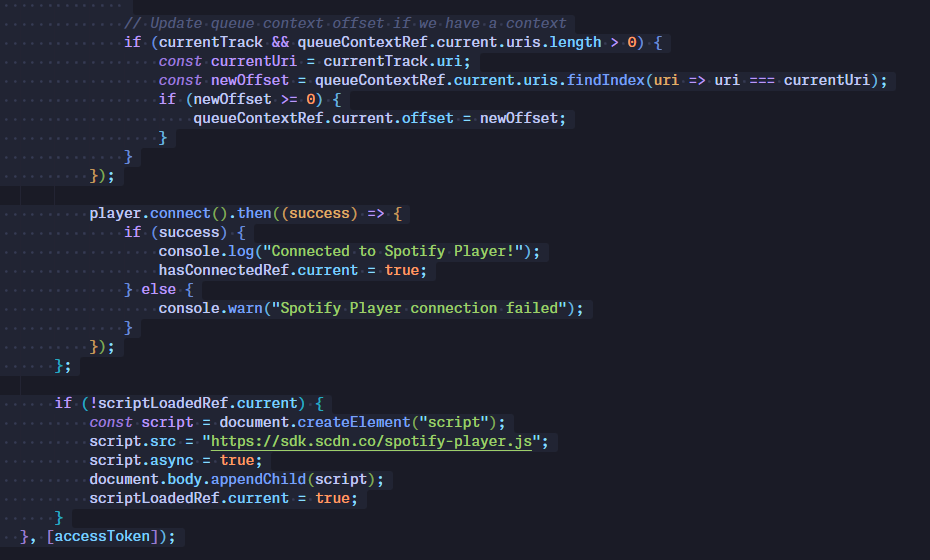 // Update queue context offset if we have a context
if (currentTrack && queueContextRef.current.uris.length > 0) {
const currentUri = currentTrack.uri;
const newOffset = queueContextRef.current.uris.findIndex(uri => uri === currentUri);
if (newOffset >= 0) {
queueContextRef.current.offset = newOffset;
}
}
});
player.connect().then((success) => {
if (success) {
console.log("Connected to Spotify Player!");
hasConnectedRef.current = true;
} else {
console.warn("Spotify Player connection failed");
}
});
};
if (!scriptLoadedRef.current) {
const script = document.createElement("script");
script.src = "https://sdk.scdn.co/spotify-player.js";
script.async = true;
document.body.appendChild(script);
scriptLoadedRef.current = true;
}
}, [accessToken]);